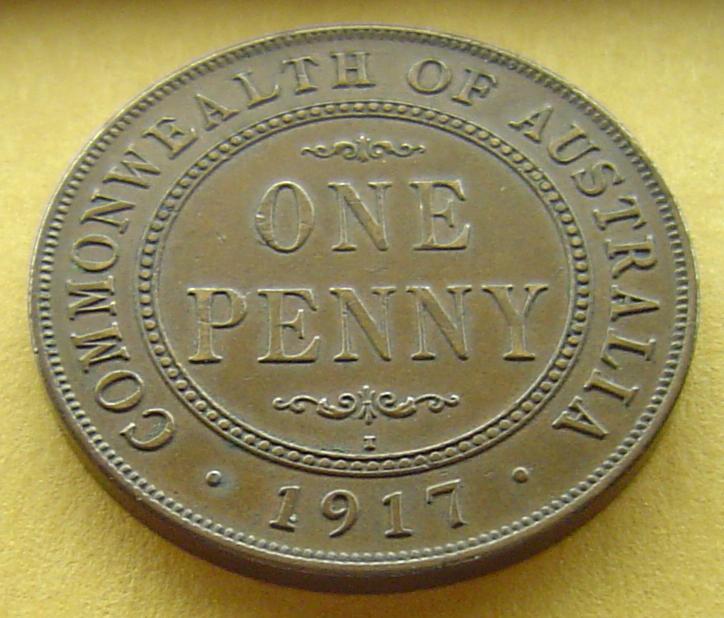 COMMONWEALTH OF AUSTRALIA
ONE
PENNY
I
· 1917 ·